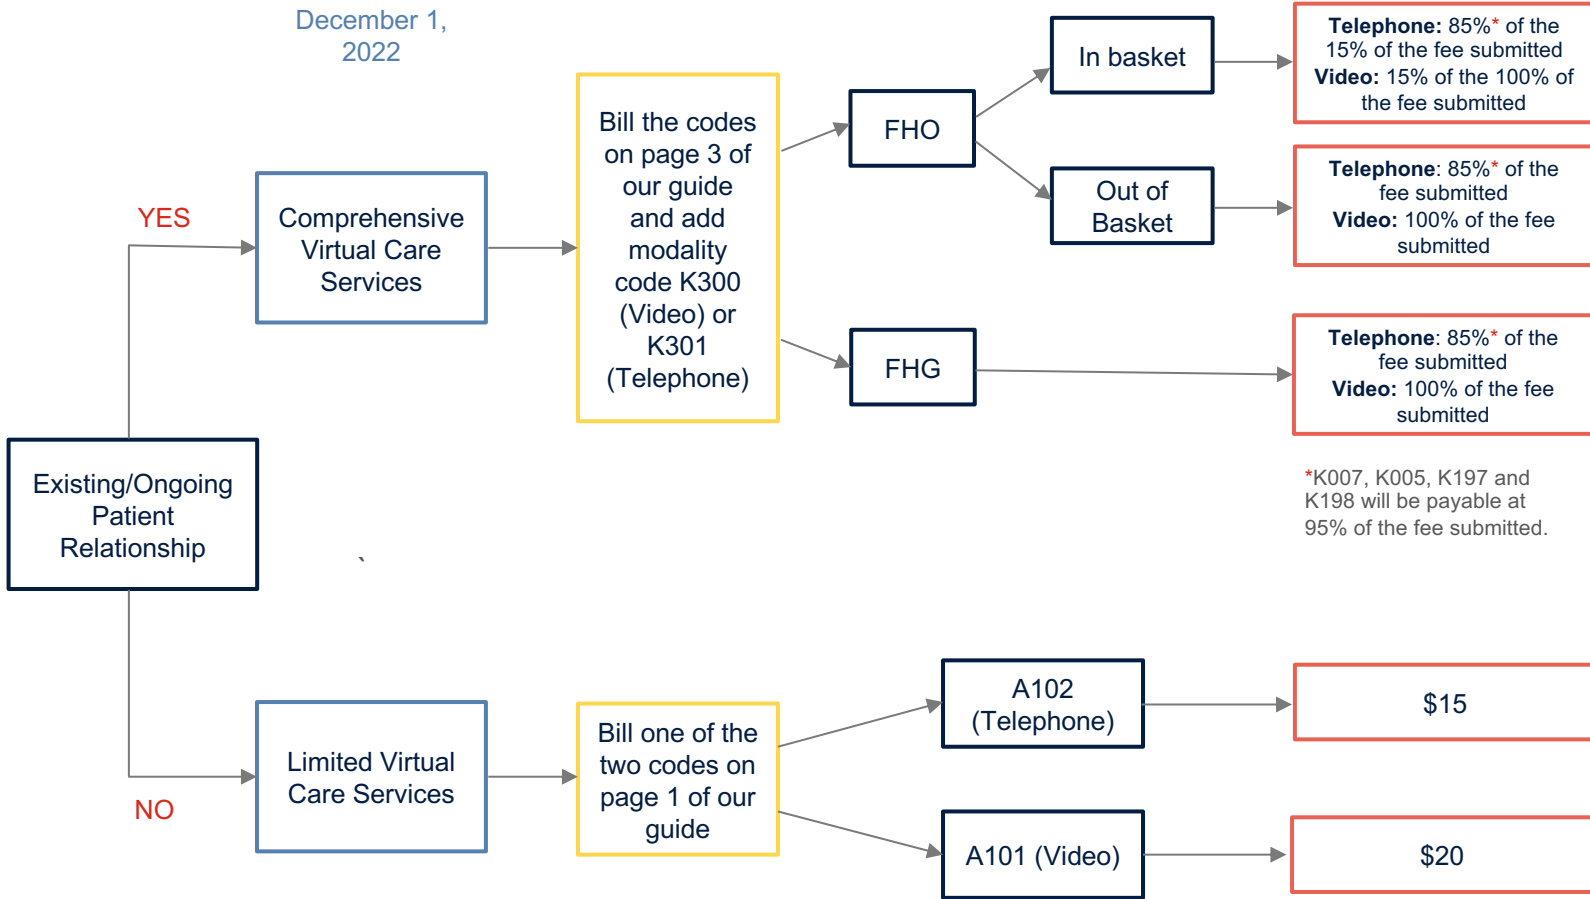 December 1,
2022
YES
Comprehensive
Virtual Care
Services
Bill the codes
on page 3 of
our guide
and add
modality
code K300
(Video) or
K301
(Telephone)
FHO
In basket
Telephone: 85%* of the
15% of the fee submitted
Video: 15% of the 100% of
the fee submitted
Out of
Basket
Telephone: 85%* of the
fee submitted
Video: 100% of the fee
submitted
FHG
Telephone: 85%* of the
fee submitted
Video: 100% of the fee
submitted
*K007, K005, K197 and
K198 will be payable at
95% of the fee submitted.
Existing/Ongoing
Patient
Relationship
`
NO
Limited Virtual
Care Services
Bill one of the
two codes on
page 1 of our
guide
A102
(Telephone)
$15
A101 (Video)
$20